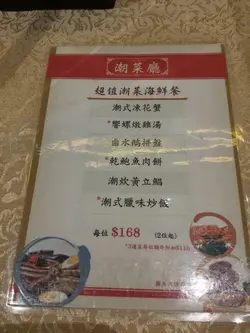 潮菜廳
超值潮菜海鮮餐
潮式凍花蟹
*響螺燉雞湯
鹵水鵝拼盤
*乾鮑魚肉餅
潮炊黃立鯧
*潮式臘味炒飯
每位 $168 (2位起)